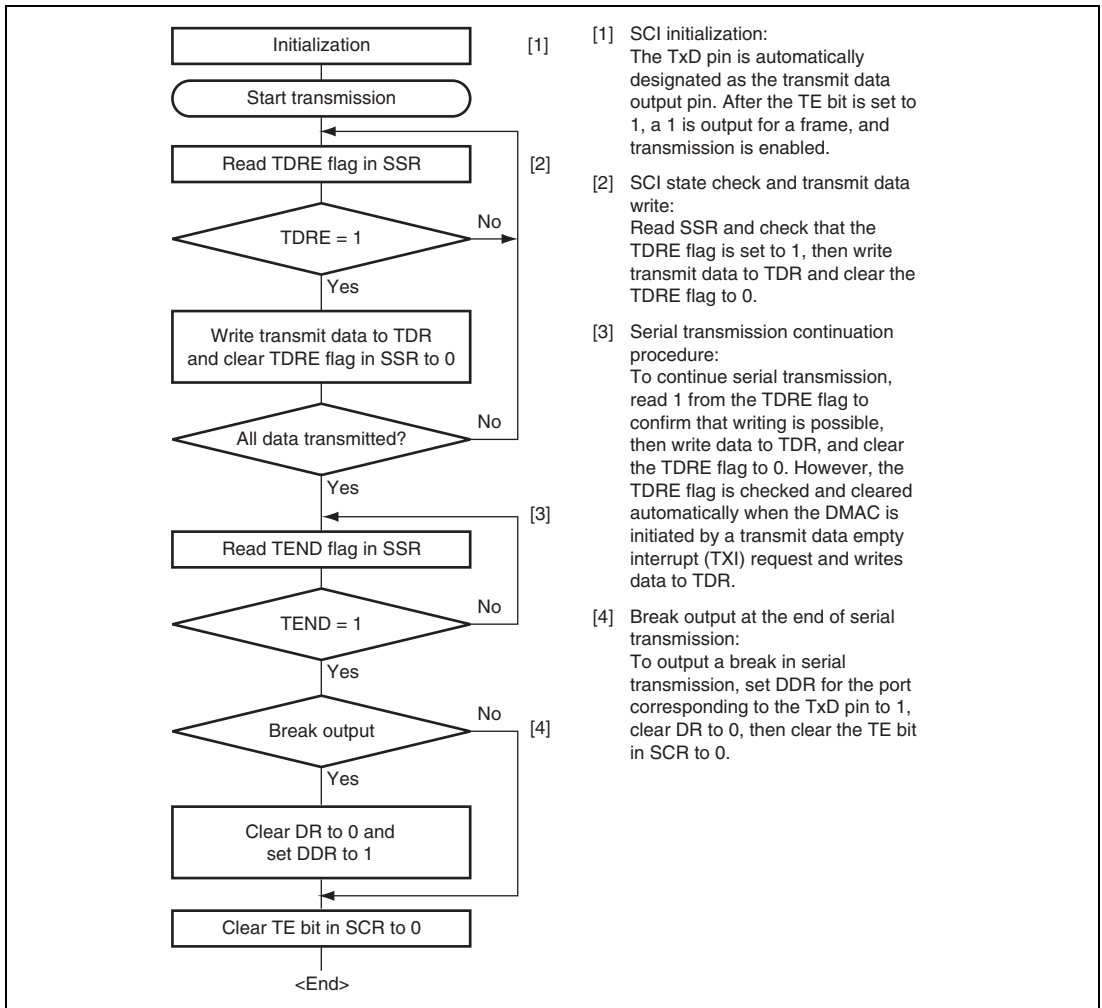 Initialization
[1]
Start transmission
Read TDRE flag in SSR
[2]
TDRE = 1
No
Yes
Write transmit data to TDR
and clear TDRE flag in SSR to 0
All data transmitted?
No
Yes
[3]
Read TEND flag in SSR
TEND = 1
No
Yes
Break output
No
[4]
Yes
Clear DR to 0 and
set DDR to 1
Clear TE bit in SCR to 0
<End>
[1] SCI initialization:
The TxD pin is automatically
designated as the transmit data
output pin. After the TE bit is set to
1, a 1 is output for a frame, and
transmission is enabled.
[2] SCI state check and transmit data
write:
Read SSR and check that the
TDRE flag is set to 1, then write
transmit data to TDR and clear the
TDRE flag to 0.
[3] Serial transmission continuation
procedure:
To continue serial transmission,
read 1 from the TDRE flag to
confirm that writing is possible,
then write data to TDR, and clear
the TDRE flag to 0. However, the
TDRE flag is checked and cleared
automatically when the DMAC is
initiated by a transmit data empty
interrupt (TXI) request and writes
data to TDR.
[4] Break output at the end of serial
transmission:
To output a break in serial
transmission, set DDR for the port
corresponding to the TxD pin to 1,
clear DR to 0, then clear the TE bit
in SCR to 0.